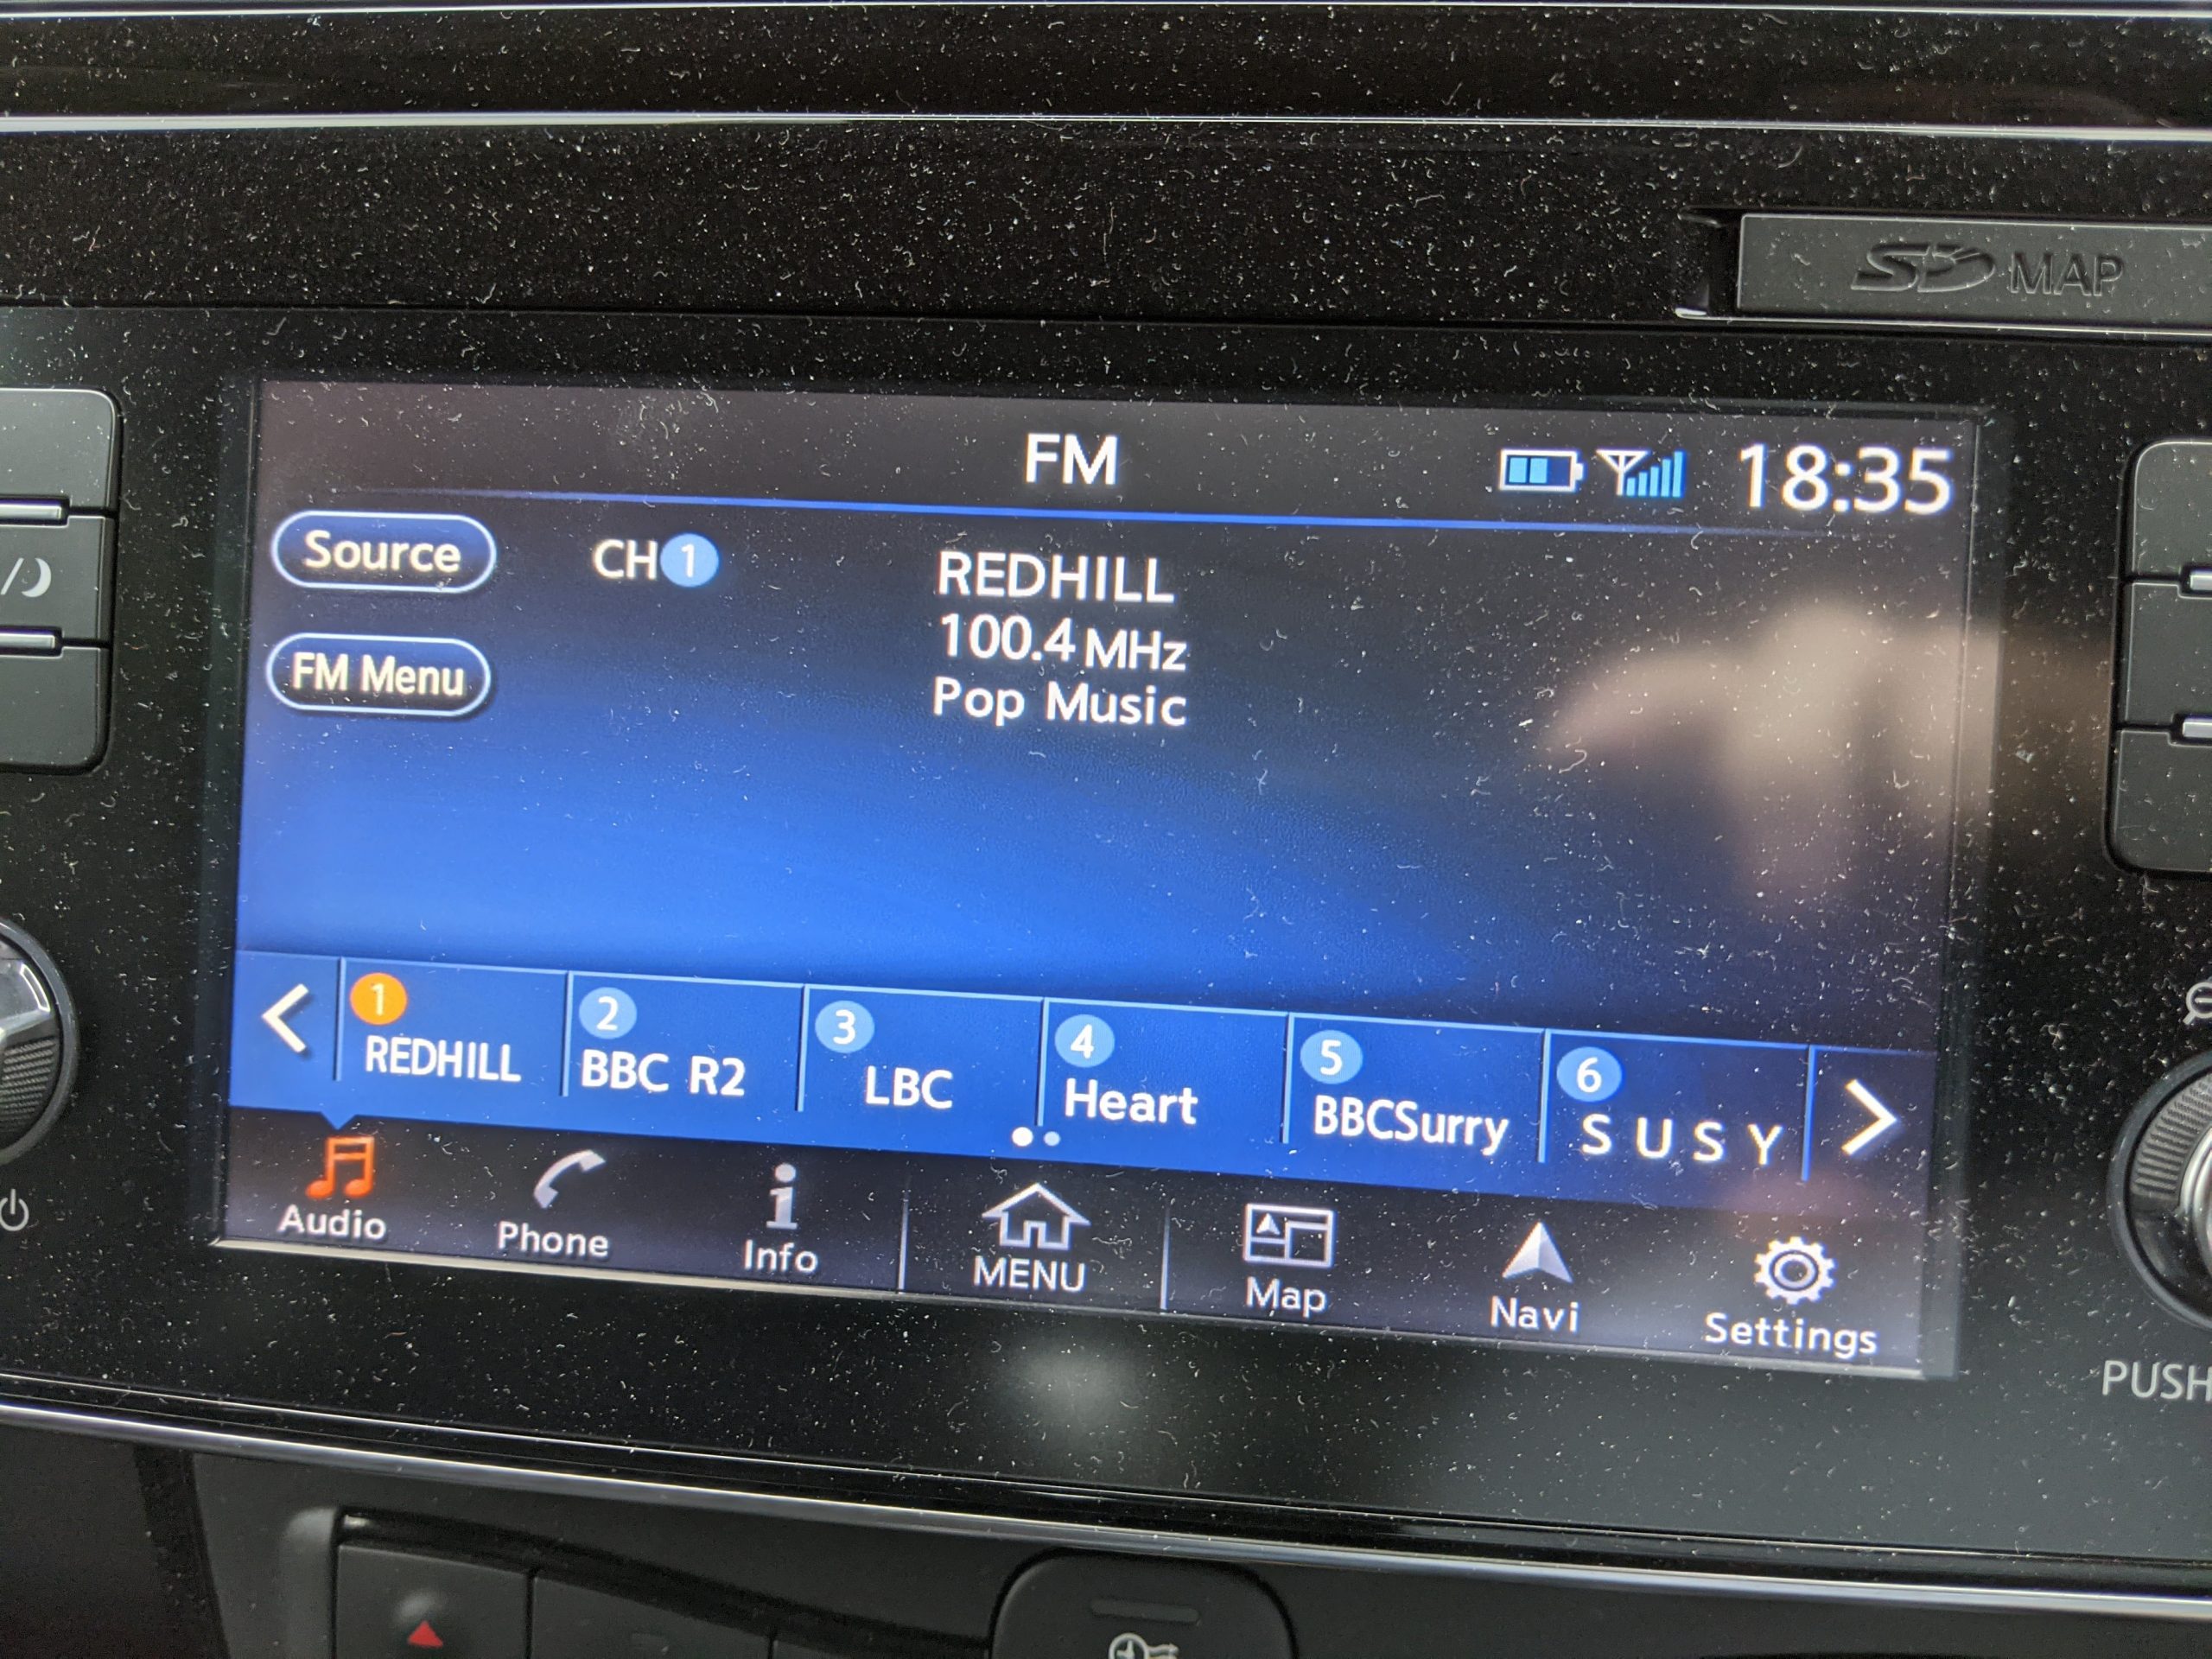 SD MAP
FM
18:35
Source
CH 1
REDHILL
100.4 MHz
FM Menu
Pop Music
1
REDHILL
2
BBC R2
3
LBC
4
Heart
5
BBCSurry
6
S U S Y
Audio
Phone
Info
MENU
Map
Navi
Settings
PUSH